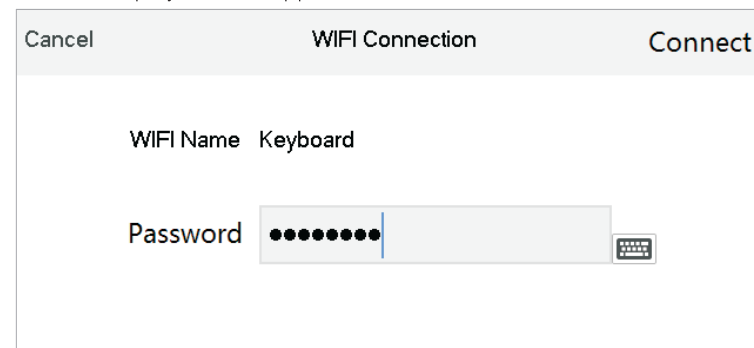 Cancel WIFI Connection Connect
WIFI Name Keyboard
Password ●●●●●●●●